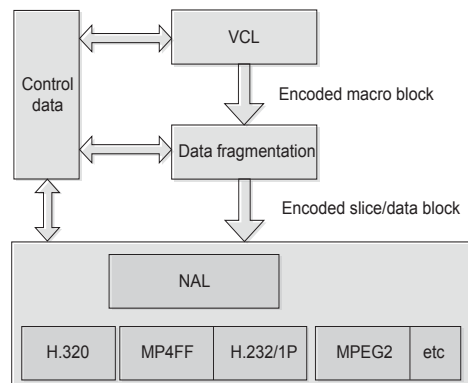 VCL
Control
data
Encoded macro block
Data fragmentation
Encoded slice/data block
NAL
H.320
MP4FF
H.232/1P
MPEG2
etc